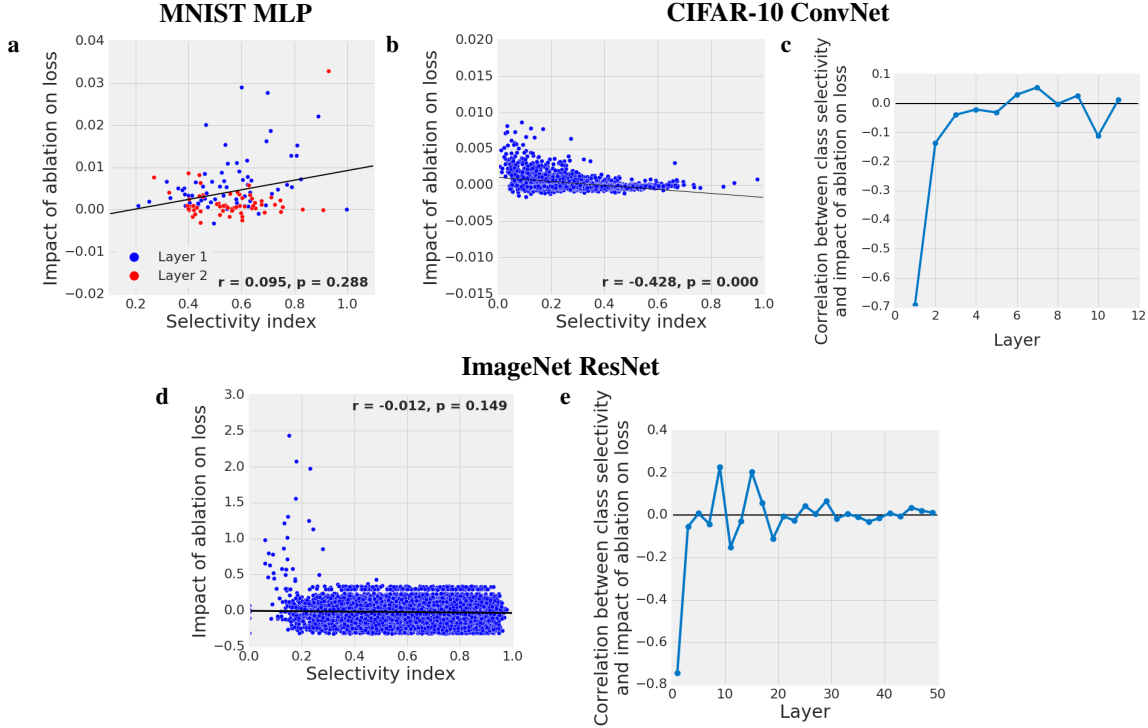 MNIST MLP
CIFAR-10 ConvNet
a
Impact of ablation on loss
0.04
0.03
0.02
0.01
0.00
−0.01
−0.02
Layer 1
Layer 2
r = 0.095, p = 0.288
0.2
0.4
0.6
0.8
1.0
Selectivity index
b
Impact of ablation on loss
0.020
0.015
0.010
0.005
0.000
−0.005
−0.010
−0.015
r = -0.428, p = 0.000
0.0
0.2
0.4
0.6
0.8
1.0
Selectivity index
c
Correlation between class selectivity
and impact of ablation on loss
0.1
0.0
−0.1
−0.2
−0.3
−0.4
−0.5
−0.6
−0.7
0
2
4
6
8
10
12
Layer
ImageNet ResNet
d
Impact of ablation on loss
3.0
2.5
2.0
1.5
1.0
0.5
0.0
−0.5
r = -0.012, p = 0.149
0.0
0.2
0.4
0.6
0.8
1.0
Selectivity index
e
Correlation between class selectivity
and impact of ablation on loss
0.4
0.2
0.0
−0.2
−0.4
−0.6
−0.8
0
10
20
30
40
50
Layer